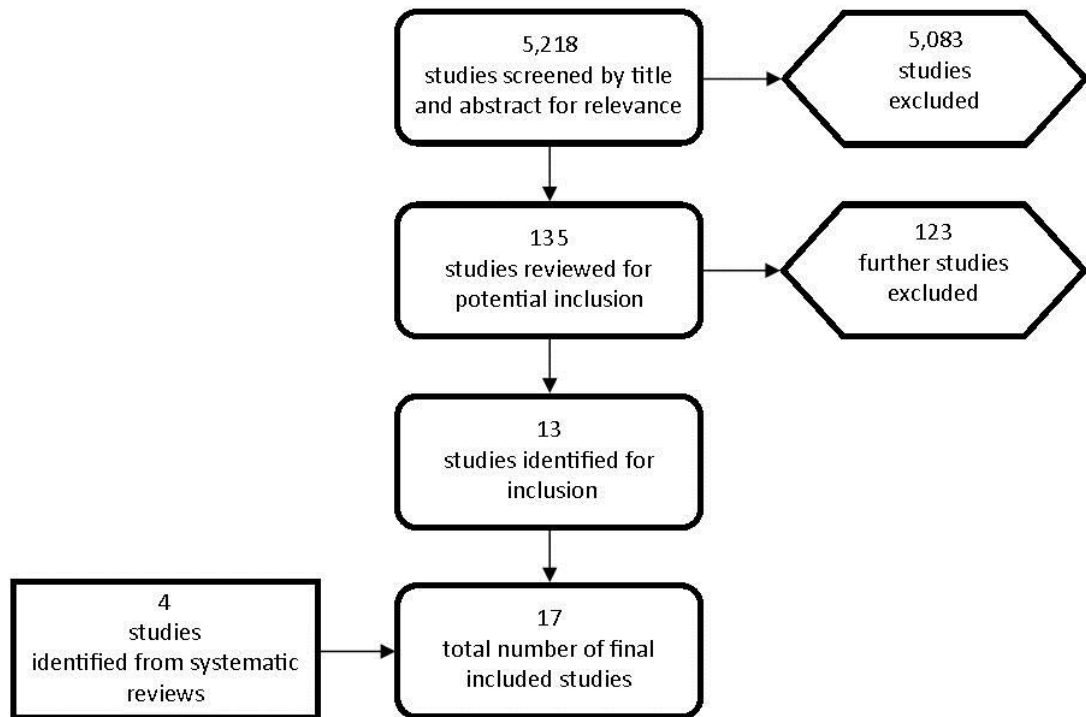 5,218
studies screened by title
and abstract for relevance
5,083
studies
excluded
135
studies reviewed for
potential inclusion
123
further studies
excluded
13
studies identified for
inclusion
4
studies
identified from systematic
reviews
17
total number of final
included studies